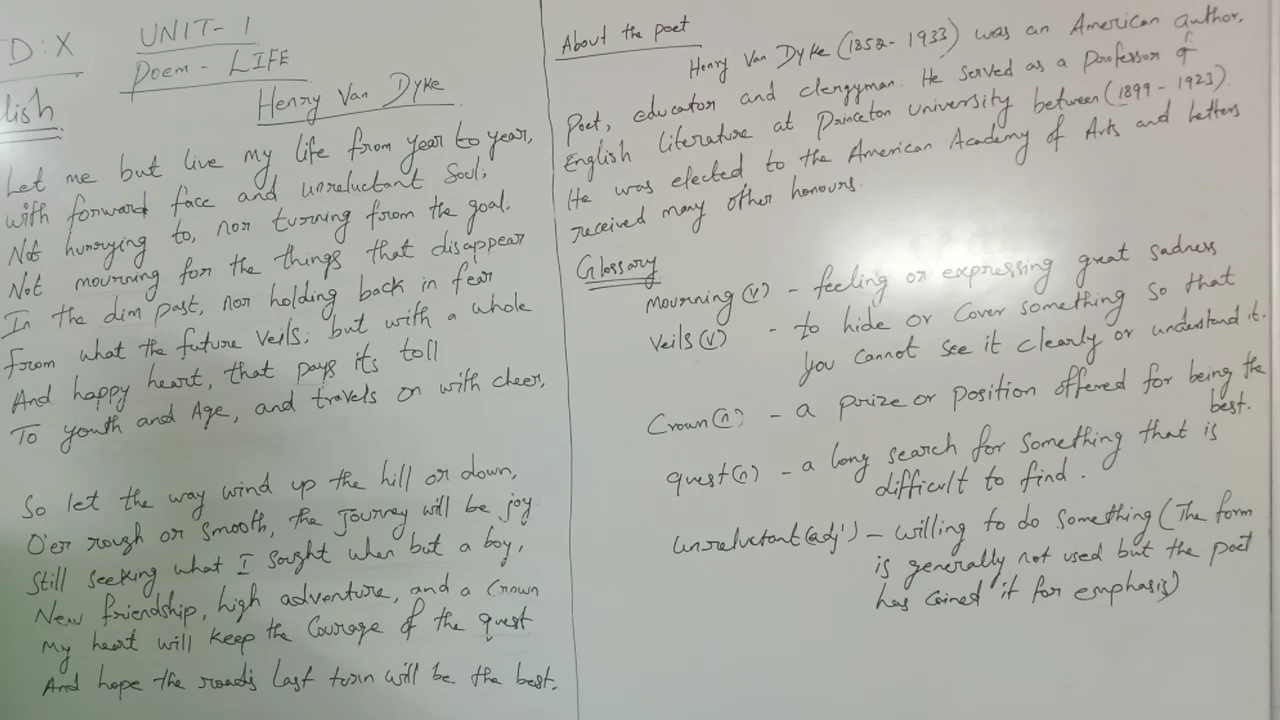 D: X
UNIT- 1
Poem - LIFE
lish
Henry Van Dyke
Let me but live my life from year to year,
with forward face and unreluctant Soul;
Not hurrying to, nor turning from the goal.
Not mourning for the things that disappear
In the dim past, nor holding back in fear
From what the future Veils; but with a whole
And happy heart, that pays its toll
To youth and Age, and travels on with cheer,
So let the way wind up the hill or down,
O'er rough or smooth, the Journey will be joy:
Still seeking what I sought when but a boy,
New friendship, high adventure, and a Crown
My heart will keep the Courage of the quest
And hope the road's Last turn will be the best.
About the poet
Henry Van Dyke (1852- 1933) was an American author,
Poet, educator and clergyman. He served as a Professor of
English Literature at Princeton University between (1899 - 1923).
He was elected to the American Academy of Arts and Letters
received many other honours.
Glossary
Mourning (v) - feeling or expressing great sadness
Veils (v) - to hide or Cover something so that
you cannot see it clearly or understand it.
Crown (n) - a prize or position offered for being the
best.
quest (n) - a long search for something that is
difficult to find.
Unreluctant (adj') - willing to do something (The form
is generally not used but the poet
has coined it for emphasis)